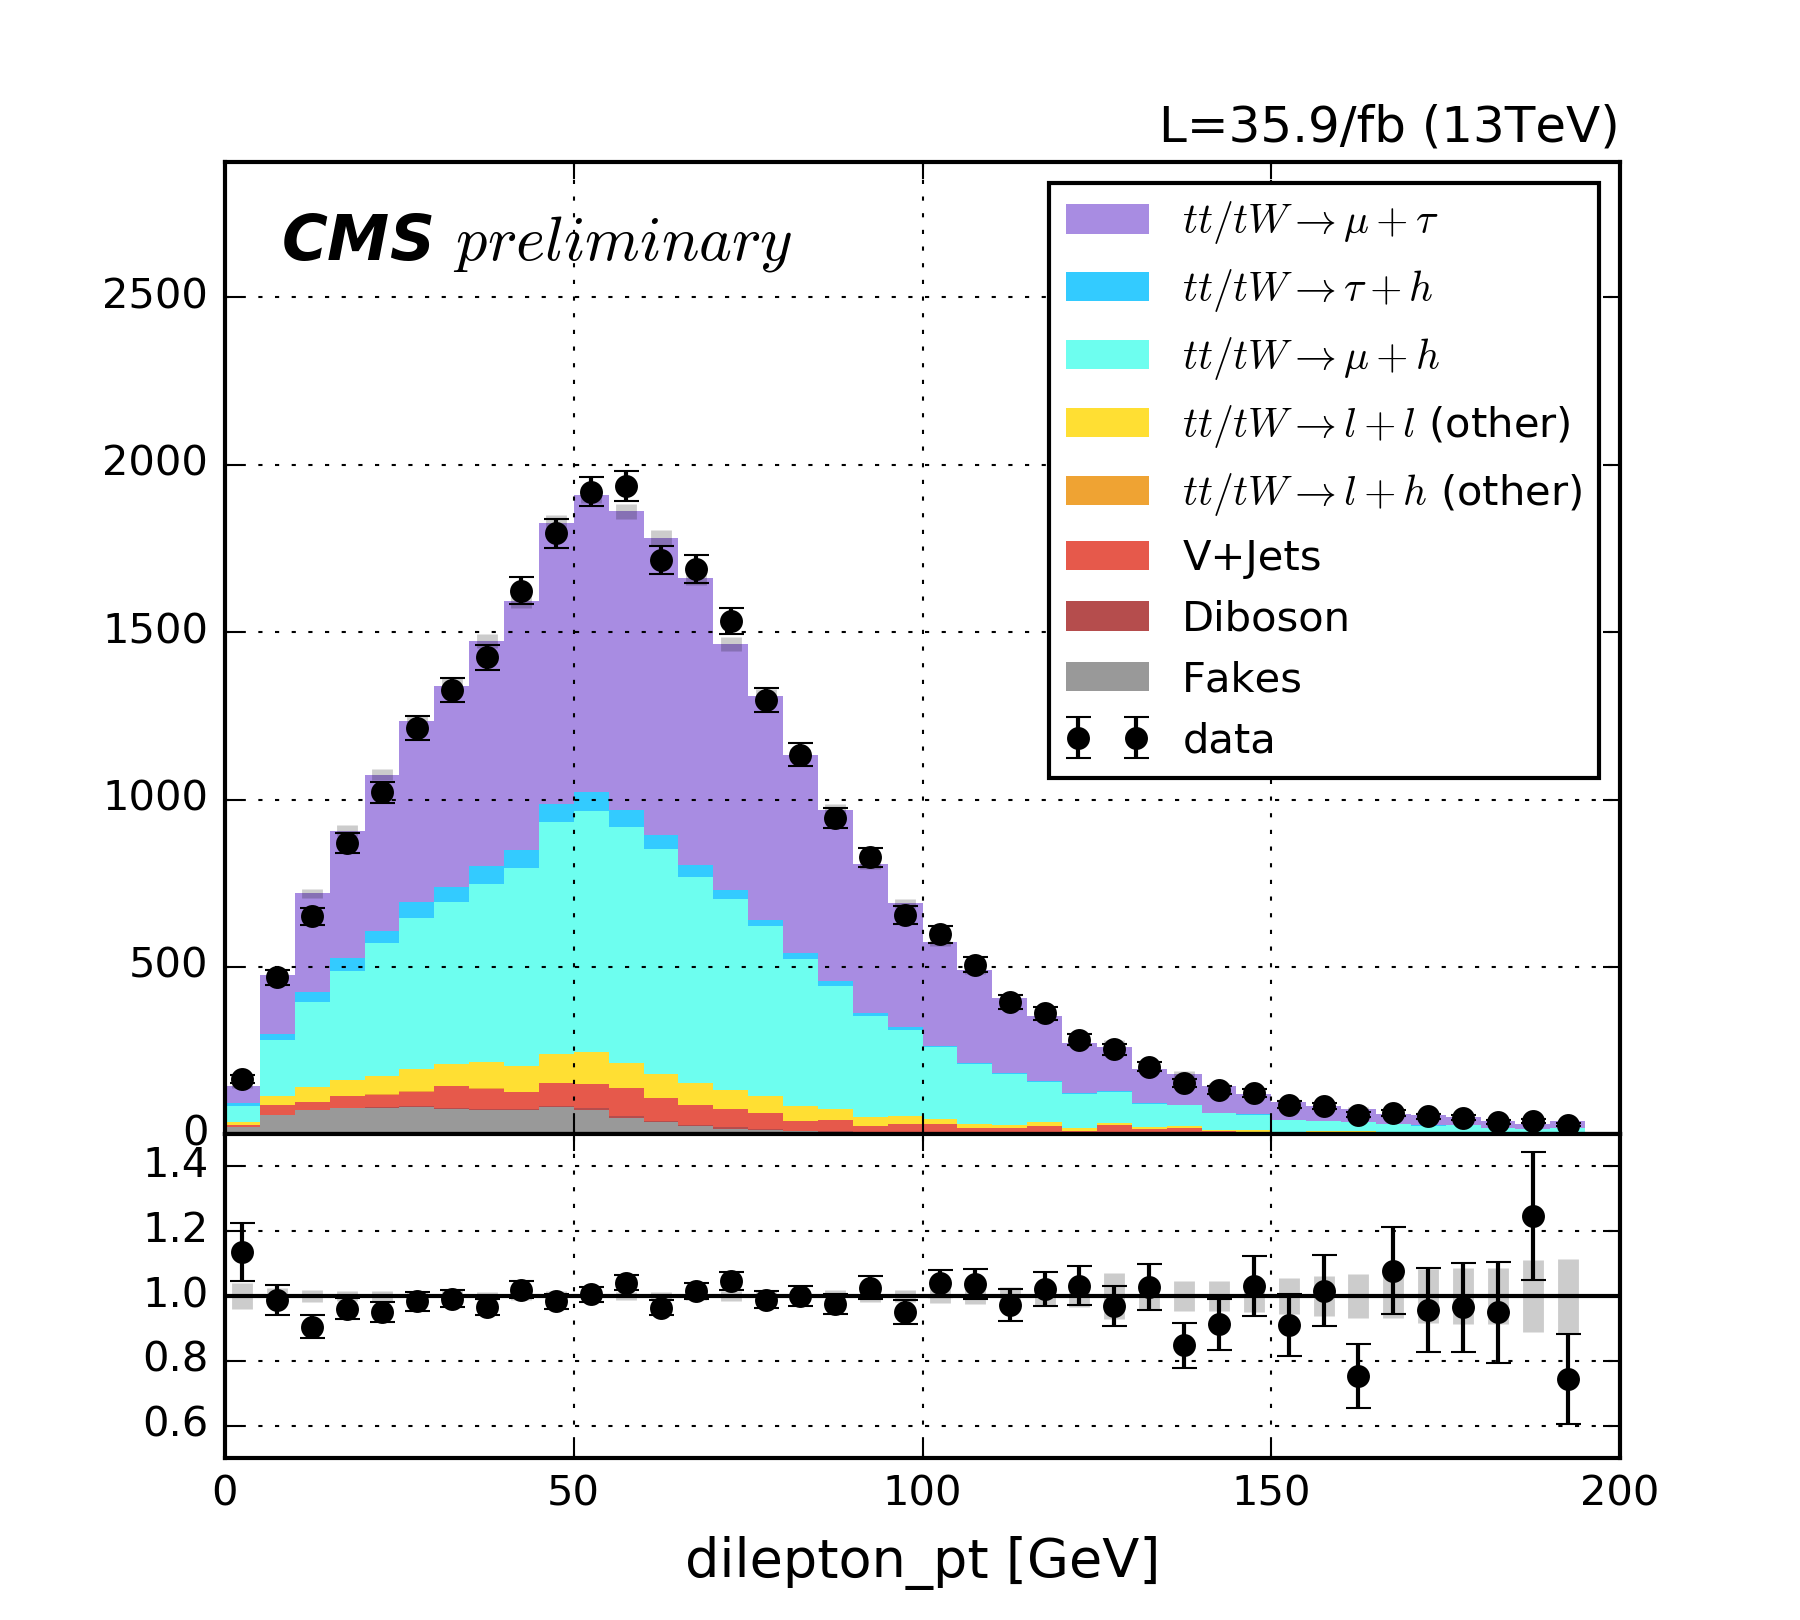 L=35.9/fb (13TeV)
CMS preliminary
tt/tW→μ+τ
tt/tW→τ+h
tt/tW→μ+h
tt/tW→l+l (other)
tt/tW→l+h (other)
V+Jets
Diboson
Fakes
data
2500
2000
1500
1000
500
0
1.4
1.2
1.0
0.8
0.6
0 50 100 150 200
dilepton_pt [GeV]